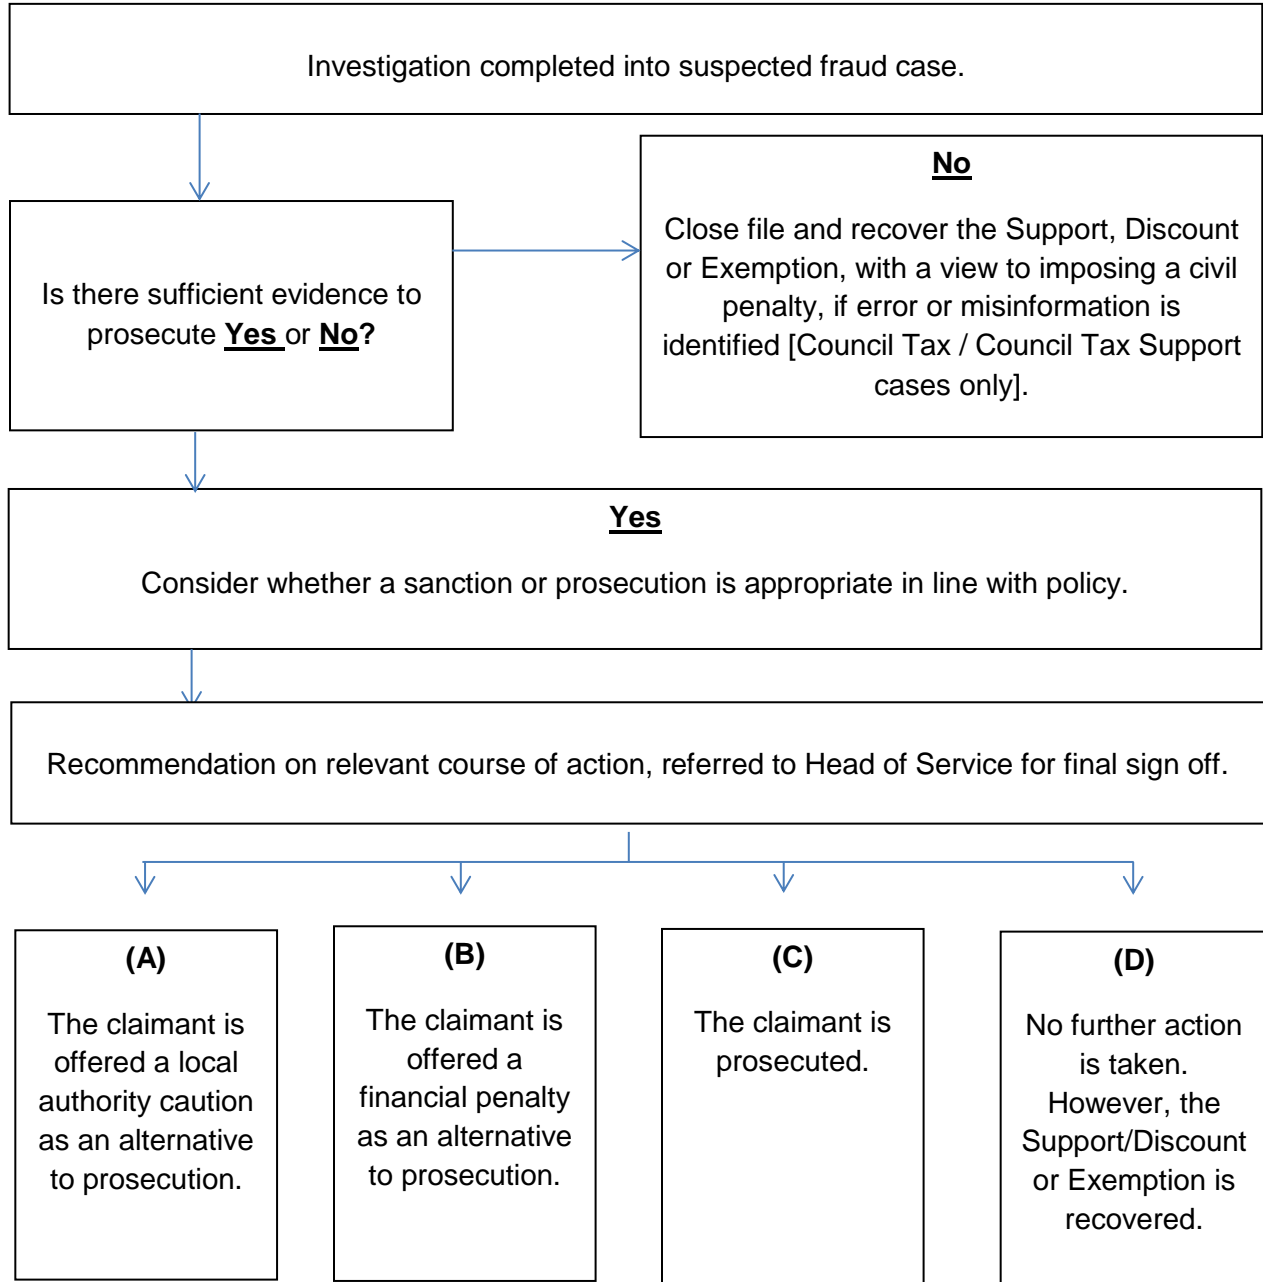 Investigation completed into suspected fraud case.
No
Close file and recover the Support, Discount
or Exemption, with a view to imposing a civil
penalty, if error or misinformation is
identified [Council Tax / Council Tax Support
cases only].
Is there sufficient evidence to
prosecute Yes or No?
Yes
Consider whether a sanction or prosecution is appropriate in line with policy.
Recommendation on relevant course of action, referred to Head of Service for final sign off.
(A)
The claimant is
offered a local
authority caution
as an alternative
to prosecution.
(B)
The claimant is
offered a
financial penalty
as an alternative
to prosecution.
(C)
The claimant is
prosecuted.
(D)
No further action
is taken.
However, the
Support/Discount
or Exemption is
recovered.